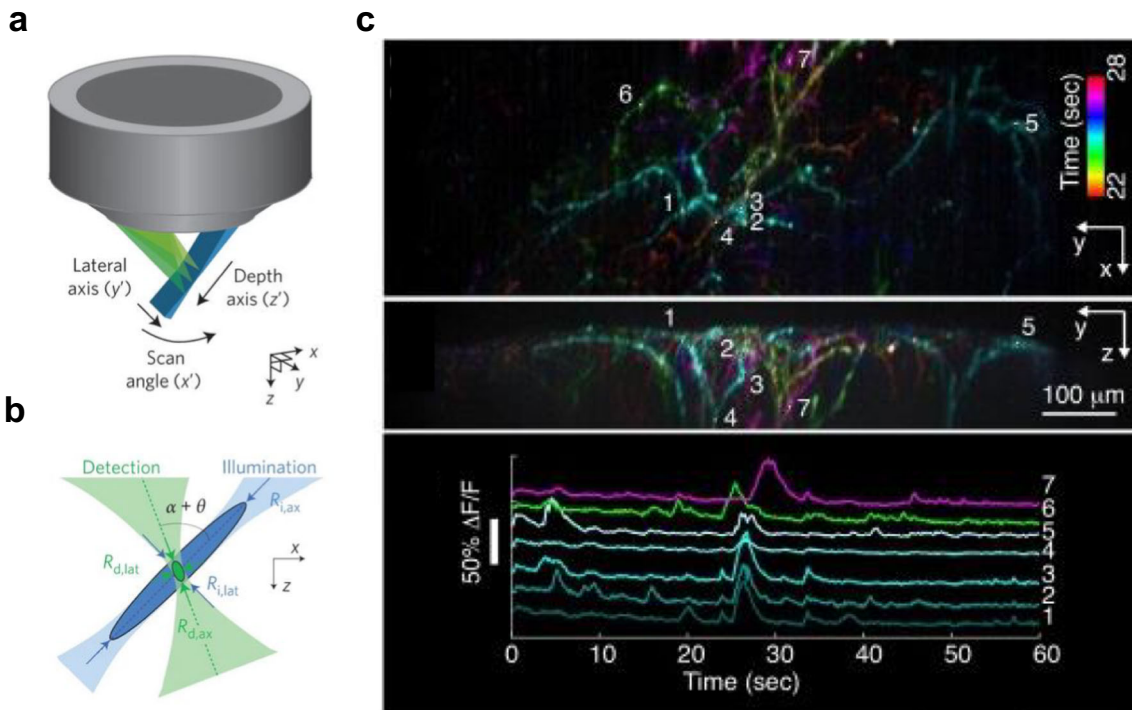 a
Lateral
axis (y′)
Depth
axis (z′)
Scan
angle (x′)
x
y
z
b
Detection
Illumination
α + θ
R_i,ax
R_d,lat
R_i,lat
R_d,ax
x
z
c
7
6
5
1
3
2
4
Time (sec)
28
22
y
x
1
5
2
3
7
4
y
z
100 μm
50% ΔF/F
7
6
5
4
3
2
1
0 10 20 30 40 50 60
Time (sec)